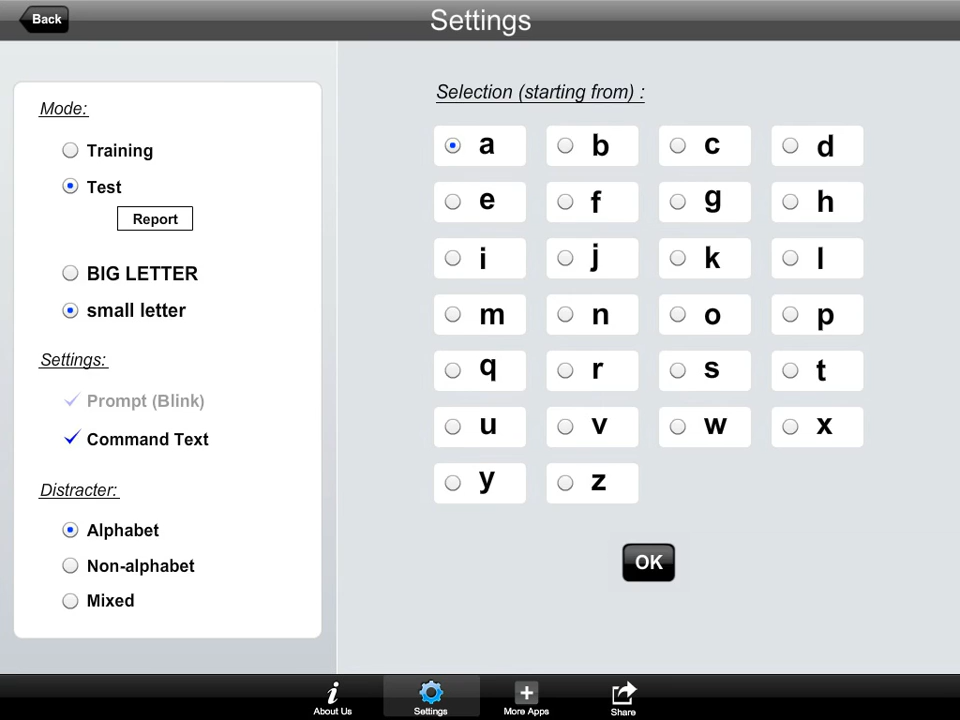 Back
Settings
Mode:
Training
Test
Report
BIG LETTER
small letter
Settings:
Prompt (Blink)
Command Text
Distracter:
Alphabet
Non-alphabet
Mixed
Selection (starting from) :
a b c d
e f g h
i j k l
m n o p
q r s t
u v w x
y z
OK
About Us
Settings
More Apps
Share